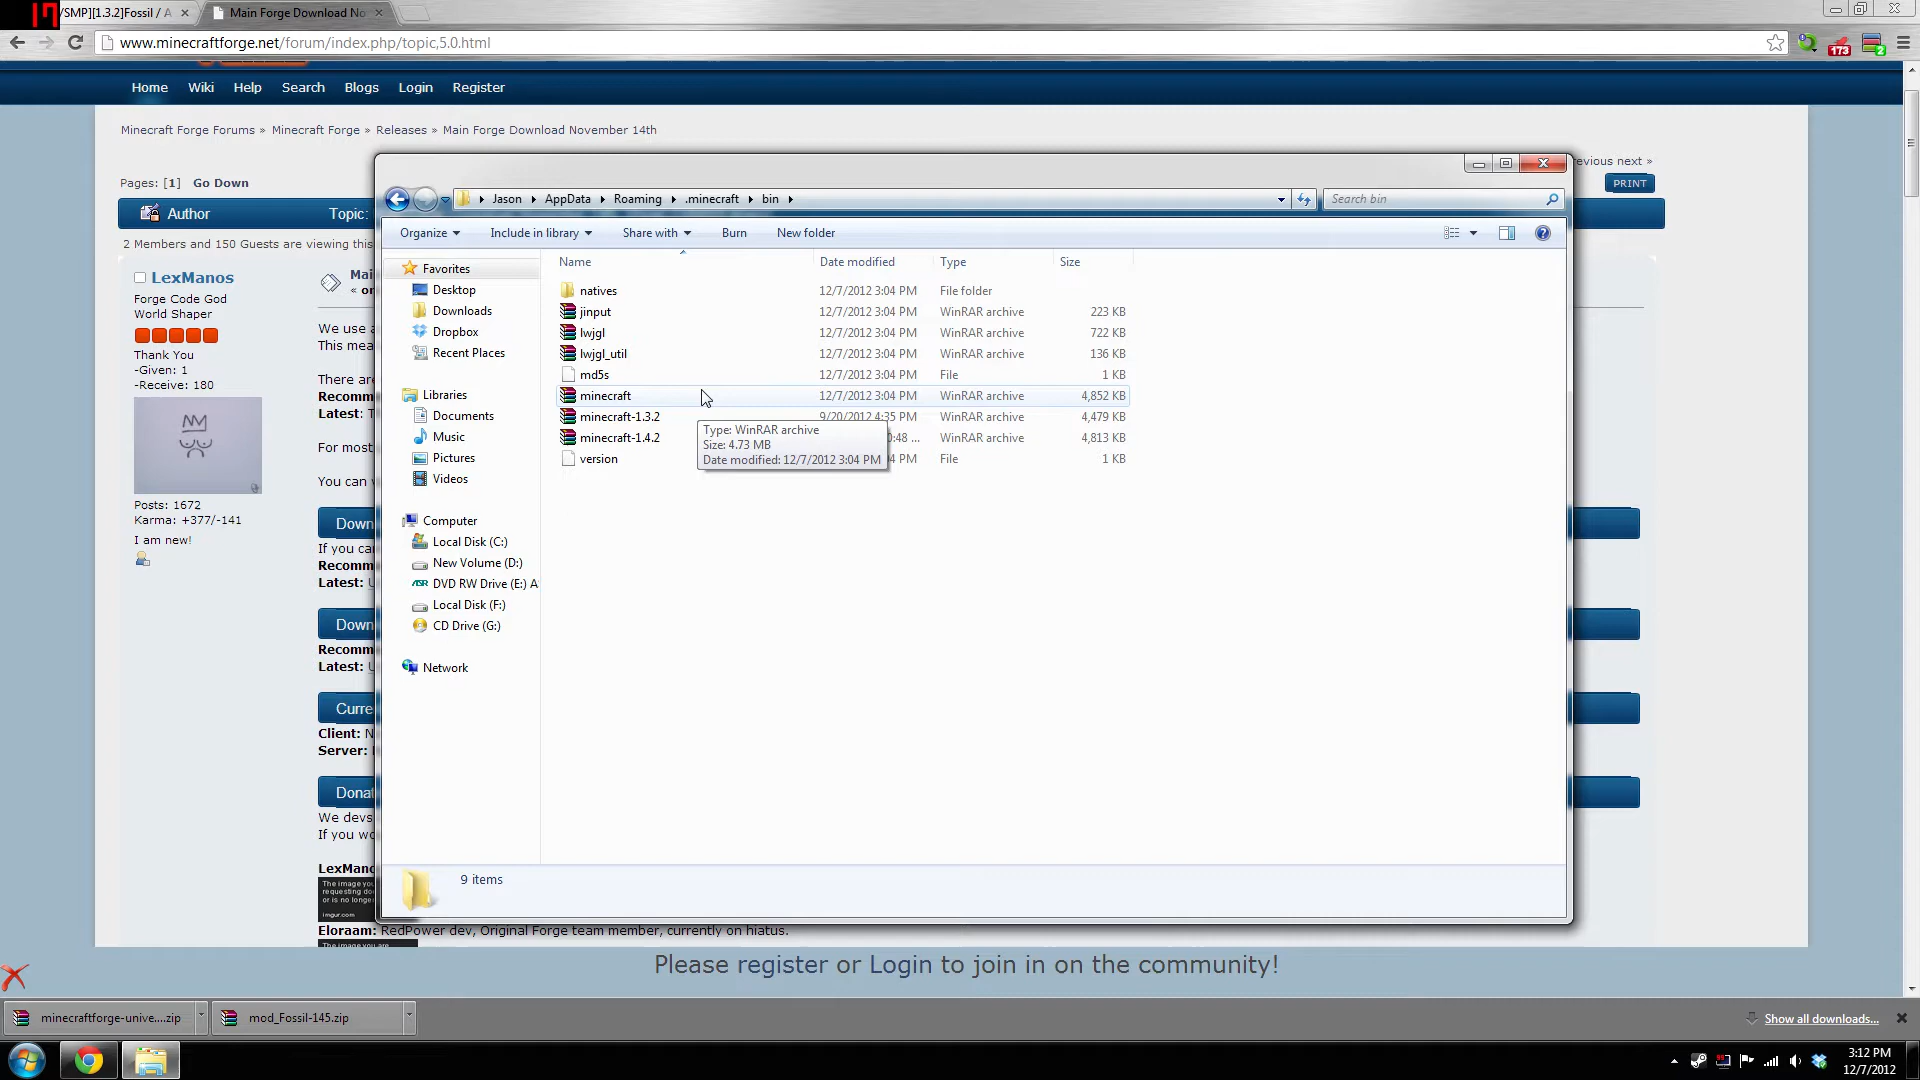 /SMP][1.3.2]Fossil / A
Main Forge Download No
www.minecraftforge.net/forum/index.php/topic,5.0.html
173
2
Home Wiki Help Search Blogs Login Register
Minecraft Forge Forums » Minecraft Forge » Releases » Main Forge Download November 14th
evious next »
Pages: [1] Go Down
PRINT
Author
Topic:
2 Members and 150 Guests are viewing this
LexManos
Forge Code God
World Shaper
Thank You
-Given: 1
-Receive: 180
Posts: 1672
Karma: +377/-141
I am new!
Mai
« on
We use a
This mea
There are
Recomm
Latest:
For most
You can
Down
If you can
Recomm
Latest: U
Down
Recomm
Latest: U
Curre
Client: N
Server:
Donat
We devs
If you wo
LexMano
The image you
requesting do
or is no longe
imgur.com
Eloraam: RedPower dev, Original Forge team member, currently on hiatus.
The image you are
Jason AppData Roaming .minecraft bin
Search bin
Organize Include in library Share with Burn New folder
Favorites
Desktop
Downloads
Dropbox
Recent Places
Libraries
Documents
Music
Pictures
Videos
Computer
Local Disk (C:)
New Volume (D:)
DVD RW Drive (E:) A
Local Disk (F:)
CD Drive (G:)
Network
Name Date modified Type Size
natives 12/7/2012 3:04 PM File folder
jinput 12/7/2012 3:04 PM WinRAR archive 223 KB
lwjgl 12/7/2012 3:04 PM WinRAR archive 722 KB
lwjgl_util 12/7/2012 3:04 PM WinRAR archive 136 KB
md5s 12/7/2012 3:04 PM File 1 KB
minecraft 12/7/2012 3:04 PM WinRAR archive 4,852 KB
minecraft-1.3.2 9/20/2012 4:35 PM WinRAR archive 4,479 KB
minecraft-1.4.2 0:48 ... WinRAR archive 4,813 KB
version 4 PM File 1 KB
Type: WinRAR archive
Size: 4.73 MB
Date modified: 12/7/2012 3:04 PM
9 items
Please register or Login to join in on the community!
minecraftforge-unive....zip
mod_Fossil-145.zip
Show all downloads...
3:12 PM
12/7/2012